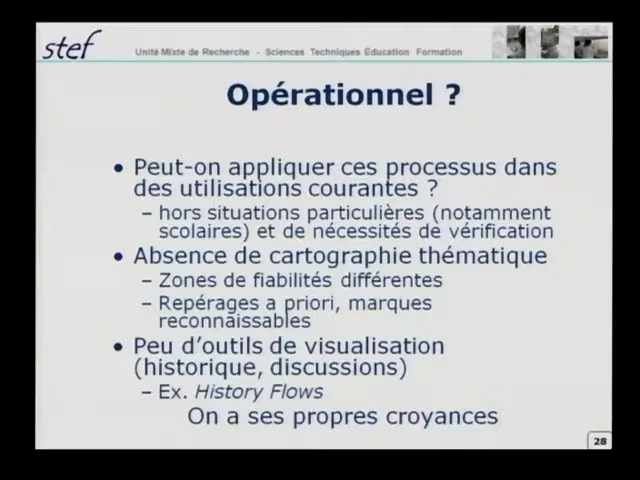 stef
Unité Mixte de Recherche - Sciences Techniques Éducation Formation
Opérationnel ?
• Peut-on appliquer ces processus dans
des utilisations courantes ?
– hors situations particulières (notamment
scolaires) et de nécessités de vérification
• Absence de cartographie thématique
– Zones de fiabilités différentes
– Repérages a priori, marques
reconnaissables
• Peu d’outils de visualisation
(historique, discussions)
– Ex. History Flows
On a ses propres croyances
28